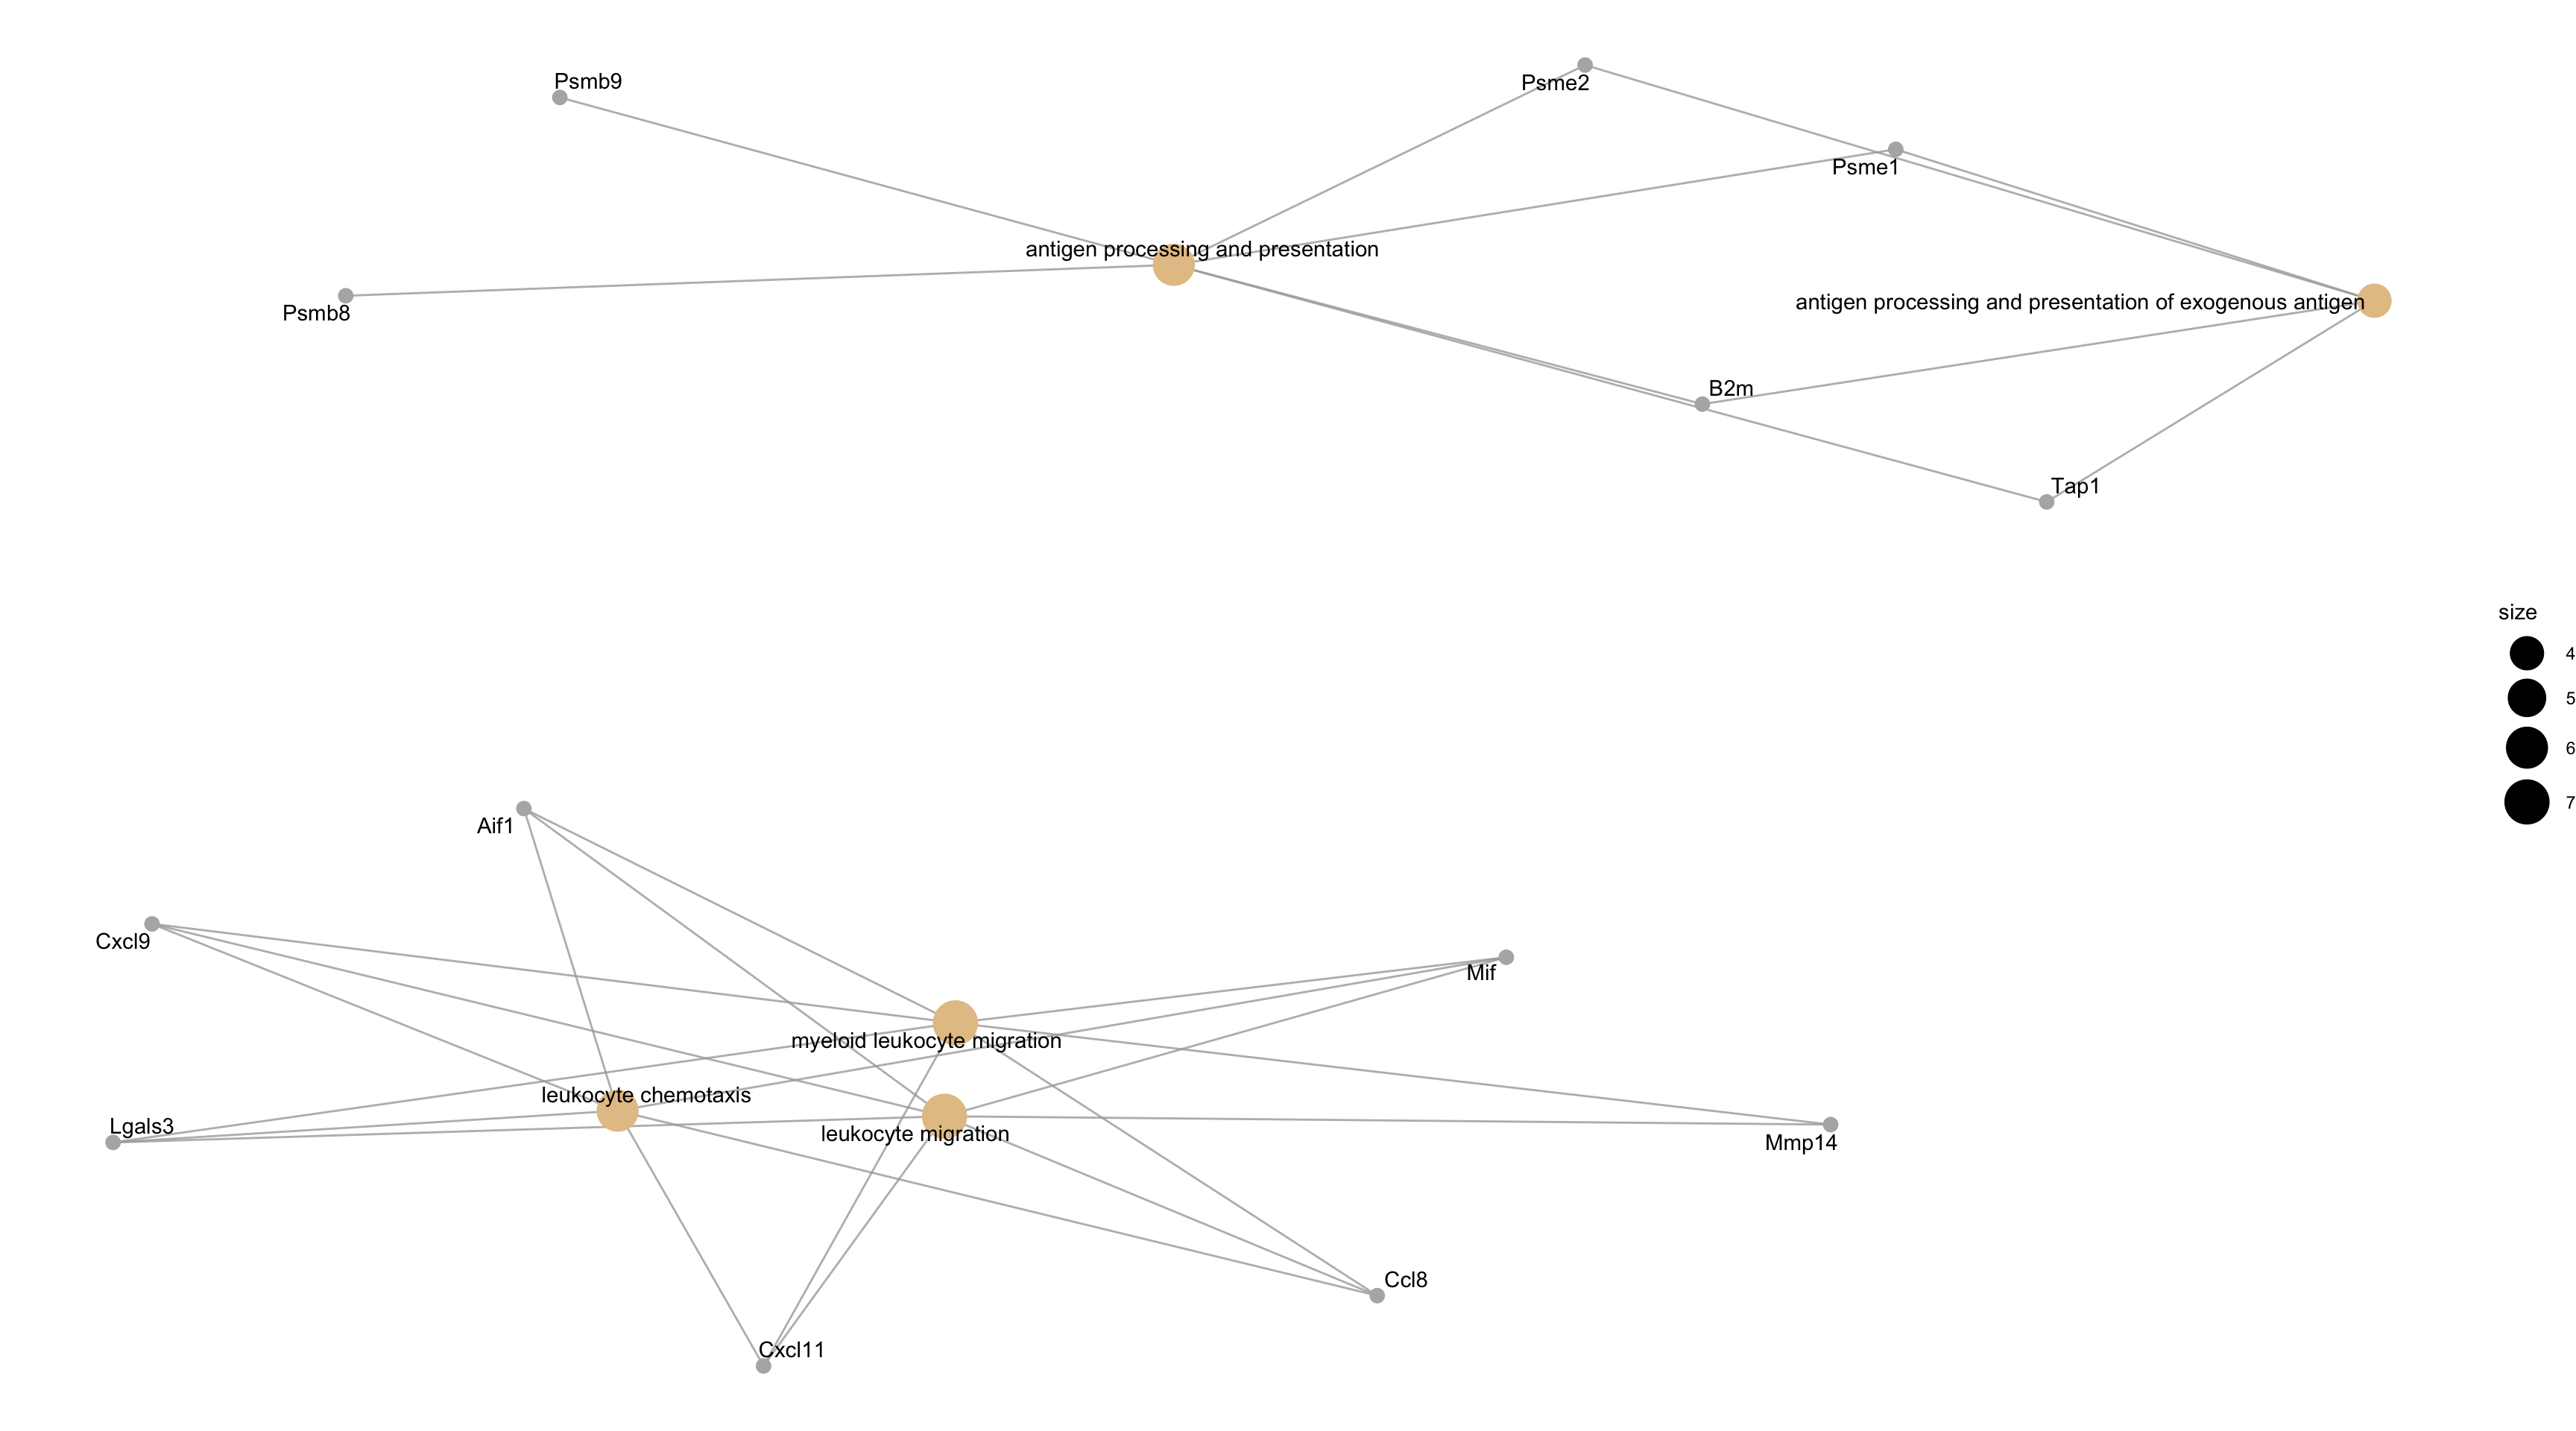 Psmb9
Psme2
Psme1
antigen processing and presentation
antigen processing and presentation of exogenous antigen
Psmb8
B2m
Tap1
size
4
5
6
7
Aif1
Cxcl9
Mif
myeloid leukocyte migration
leukocyte chemotaxis
Lgals3
leukocyte migration
Mmp14
Ccl8
Cxcl11